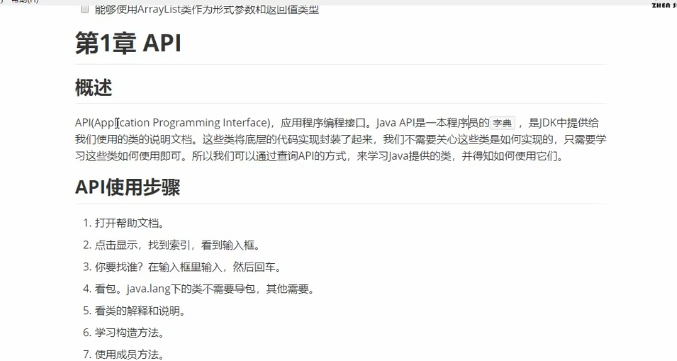 能够使用ArrayList类作为形式参数和返回值类型
第1章 API
概述
API(Application Programming Interface)，应用程序编程接口。Java API是一本程序员的 字典 ，是JDK中提供给
我们使用的类的说明文档。这些类将底层的代码实现封装了起来，我们不需要关心这些类是如何实现的，只需要学
习这些类如何使用即可。所以我们可以通过查询API的方式，来学习Java提供的类，并得知如何使用它们。
API使用步骤
1. 打开帮助文档。
2. 点击显示，找到索引，看到输入框。
3. 你要找谁？在输入框里输入，然后回车。
4. 看包。java.lang下的类不需要导包，其他需要。
5. 看类的解释和说明。
6. 学习构造方法。
7. 使用成员方法。